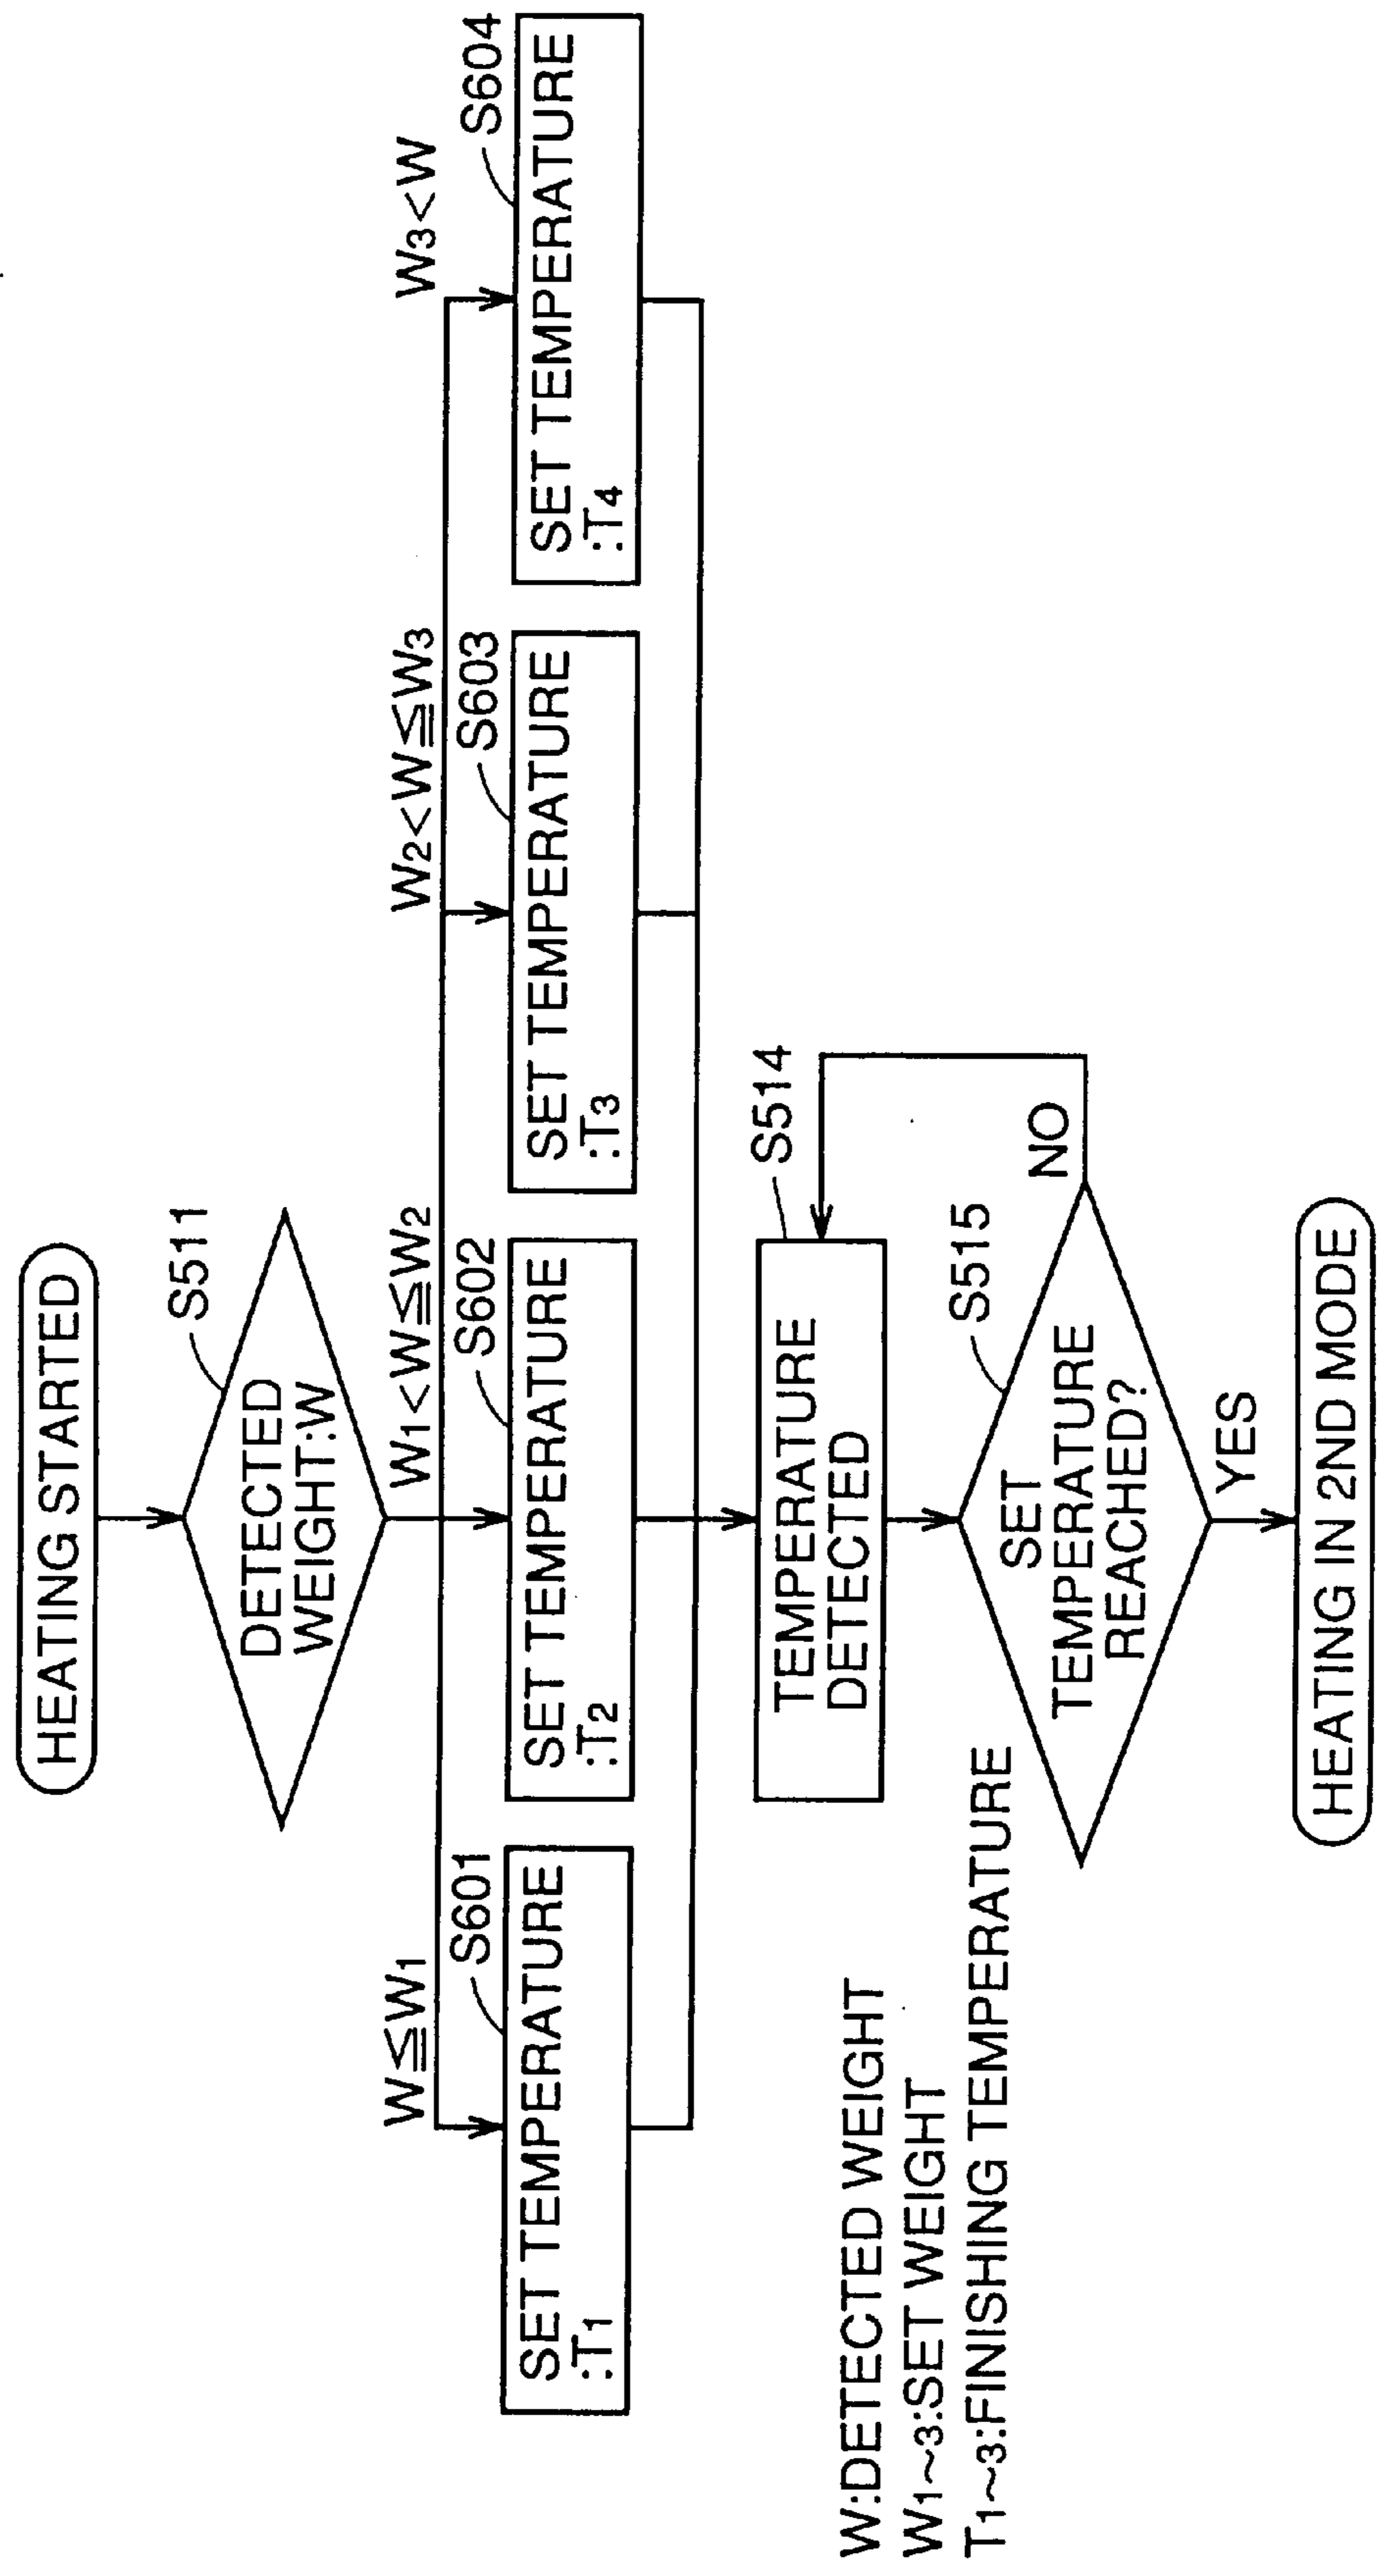 HEATING STARTED
S511
DETECTED
WEIGHT:W
W≦W1
W1<W≦W2
W2<W≦W3
W3<W
S601
SET TEMPERATURE
:T1
S602
SET TEMPERATURE
:T2
S603
SET TEMPERATURE
:T3
S604
SET TEMPERATURE
:T4
S514
TEMPERATURE
DETECTED
S515
SET
TEMPERATURE
REACHED?
NO
YES
HEATING IN 2ND MODE
W:DETECTED WEIGHT
W1~3:SET WEIGHT
T1~3:FINISHING TEMPERATURE